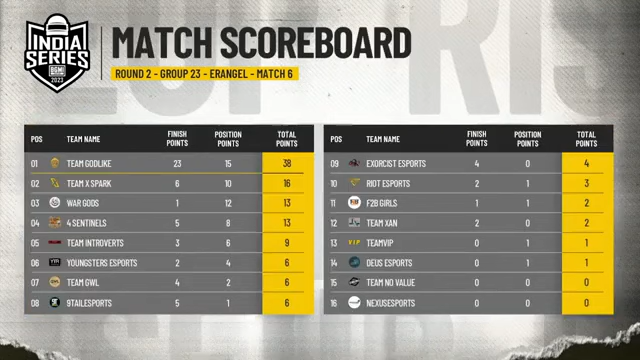 INDIA
SERIES
BGMI
2023
MATCH SCOREBOARD
ROUND 2 - GROUP 23 - ERANGEL - MATCH 6
POS TEAM NAME FINISH POINTS POSITION POINTS TOTAL POINTS
01 TEAM GODLIKE 23 15 38
02 TEAM X SPARK 6 10 16
03 WAR GODS 1 12 13
04 4 SENTINELS 5 8 13
05 TEAM INTROVERTS 3 6 9
06 YOUNGSTERS ESPORTS 2 4 6
07 TEAM GWL 4 2 6
08 9TAILESPORTS 5 1 6
POS TEAM NAME FINISH POINTS POSITION POINTS TOTAL POINTS
09 EXORCIST ESPORTS 4 0 4
10 RIOT ESPORTS 2 1 3
11 F2B GIRLS 1 1 2
12 TEAM XAN 2 0 2
13 VIP TEAMVIP 0 1 1
14 DEUS ESPORTS 0 1 1
15 TEAM NO VALUE 0 0 0
16 NEXUSESPORTS 0 0 0